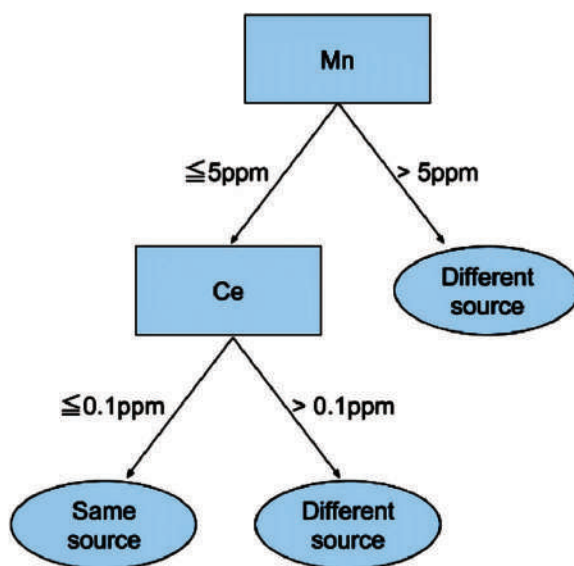 Mn
≦5ppm
> 5ppm
Ce
Different
source
≦0.1ppm
> 0.1ppm
Same
source
Different
source